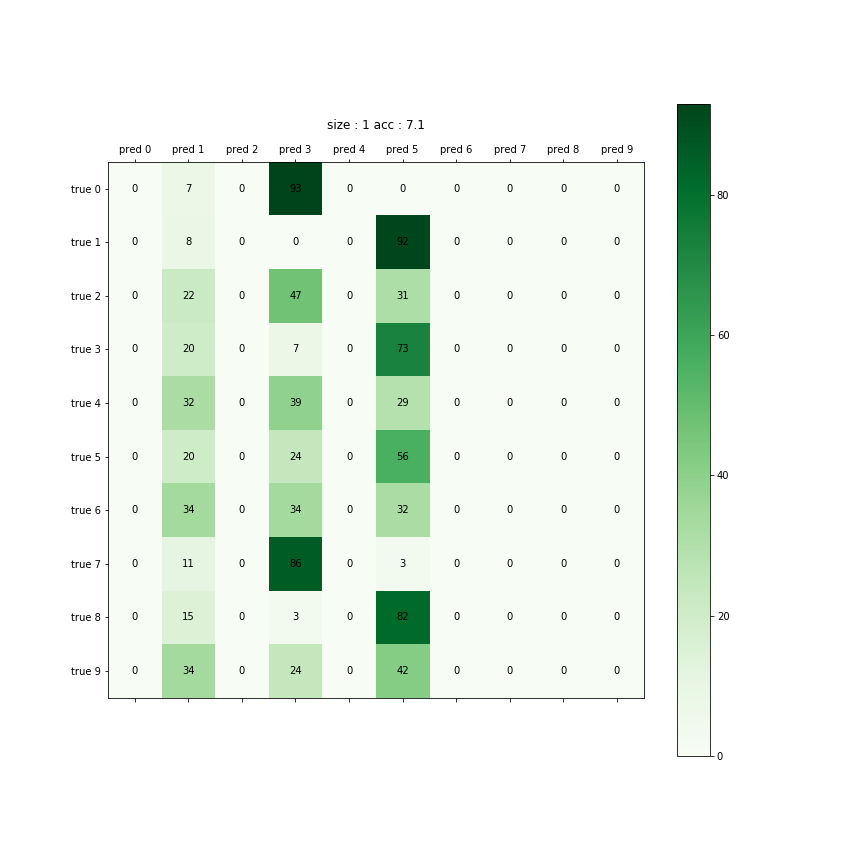 size : 1 acc : 7.1
pred 0 pred 1 pred 2 pred 3 pred 4 pred 5 pred 6 pred 7 pred 8 pred 9
true 0 0 7 0 93 0 0 0 0 0 0
true 1 0 8 0 0 0 92 0 0 0 0
true 2 0 22 0 47 0 31 0 0 0 0
true 3 0 20 0 7 0 73 0 0 0 0
true 4 0 32 0 39 0 29 0 0 0 0
true 5 0 20 0 24 0 56 0 0 0 0
true 6 0 34 0 34 0 32 0 0 0 0
true 7 0 11 0 86 0 3 0 0 0 0
true 8 0 15 0 3 0 82 0 0 0 0
true 9 0 34 0 24 0 42 0 0 0 0
80
60
40
20
0